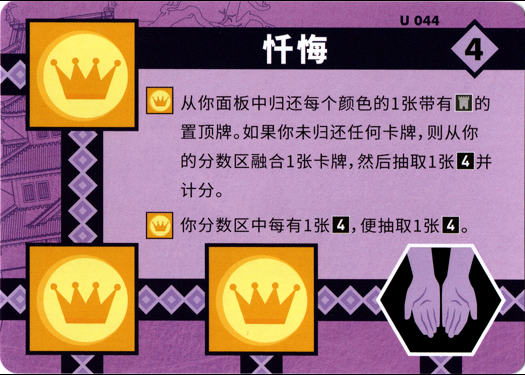 U 044
忏悔
4
从你面板中归还每个颜色的1张带有的
置顶牌。如果你未归还任何卡牌,则从你
的分数区融合1张卡牌,然后抽取1张4并
计分。
你分数区中每有1张4,便抽取1张4。